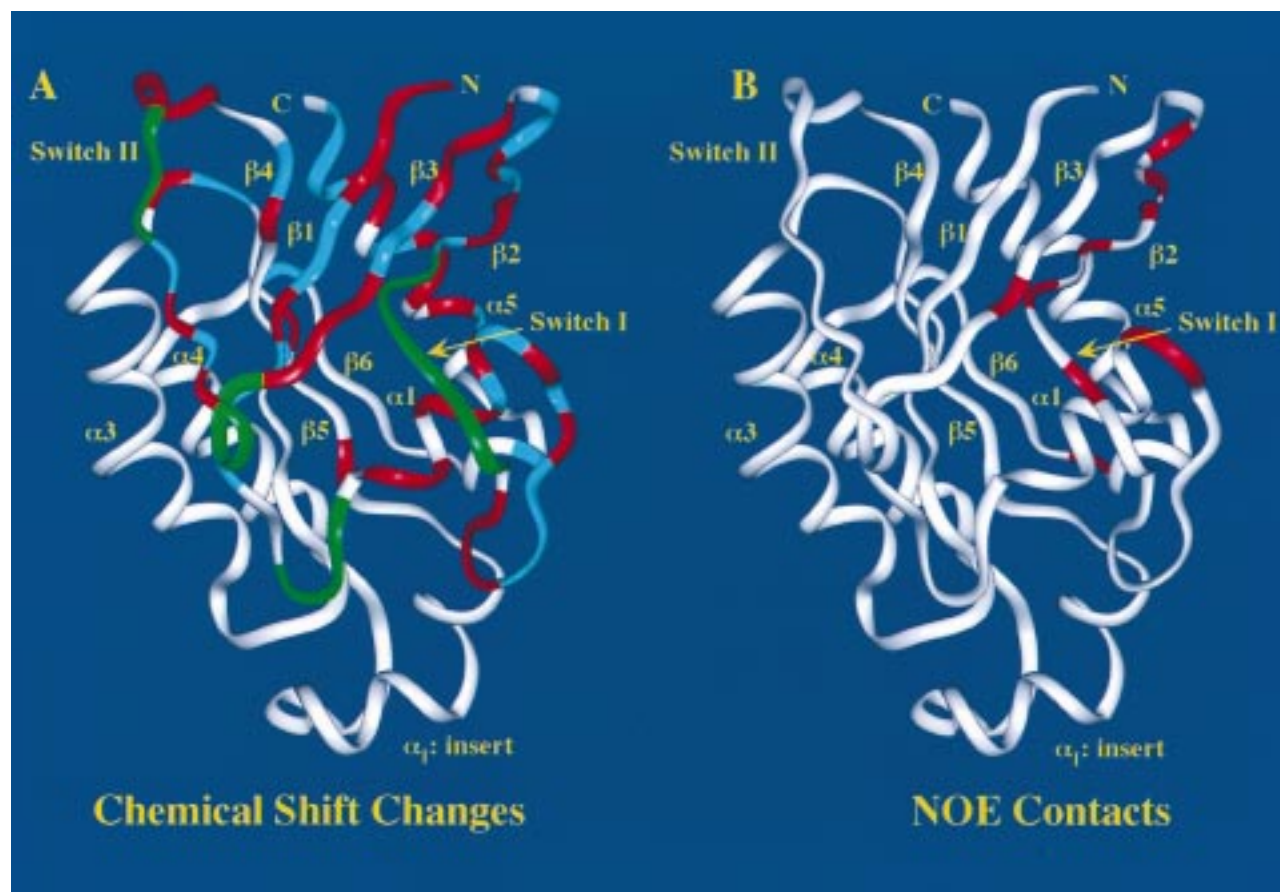 A
C
N
Switch II
β4
β3
β1
β2
α5
Switch I
α4
β6
α1
α3
β5
αI: insert
Chemical Shift Changes
B
C
N
Switch II
β4
β3
β1
β2
α5
Switch I
α4
β6
α1
α3
β5
αI: insert
NOE Contacts